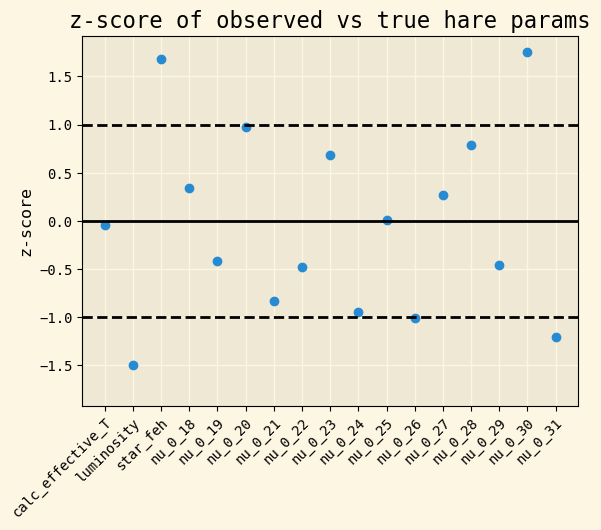 z-score of observed vs true hare params
z-score
1.5
1.0
0.5
0.0
−0.5
−1.0
−1.5
calc_effective_T
luminosity
star_feh
nu_0_18
nu_0_19
nu_0_20
nu_0_21
nu_0_22
nu_0_23
nu_0_24
nu_0_25
nu_0_26
nu_0_27
nu_0_28
nu_0_29
nu_0_30
nu_0_31